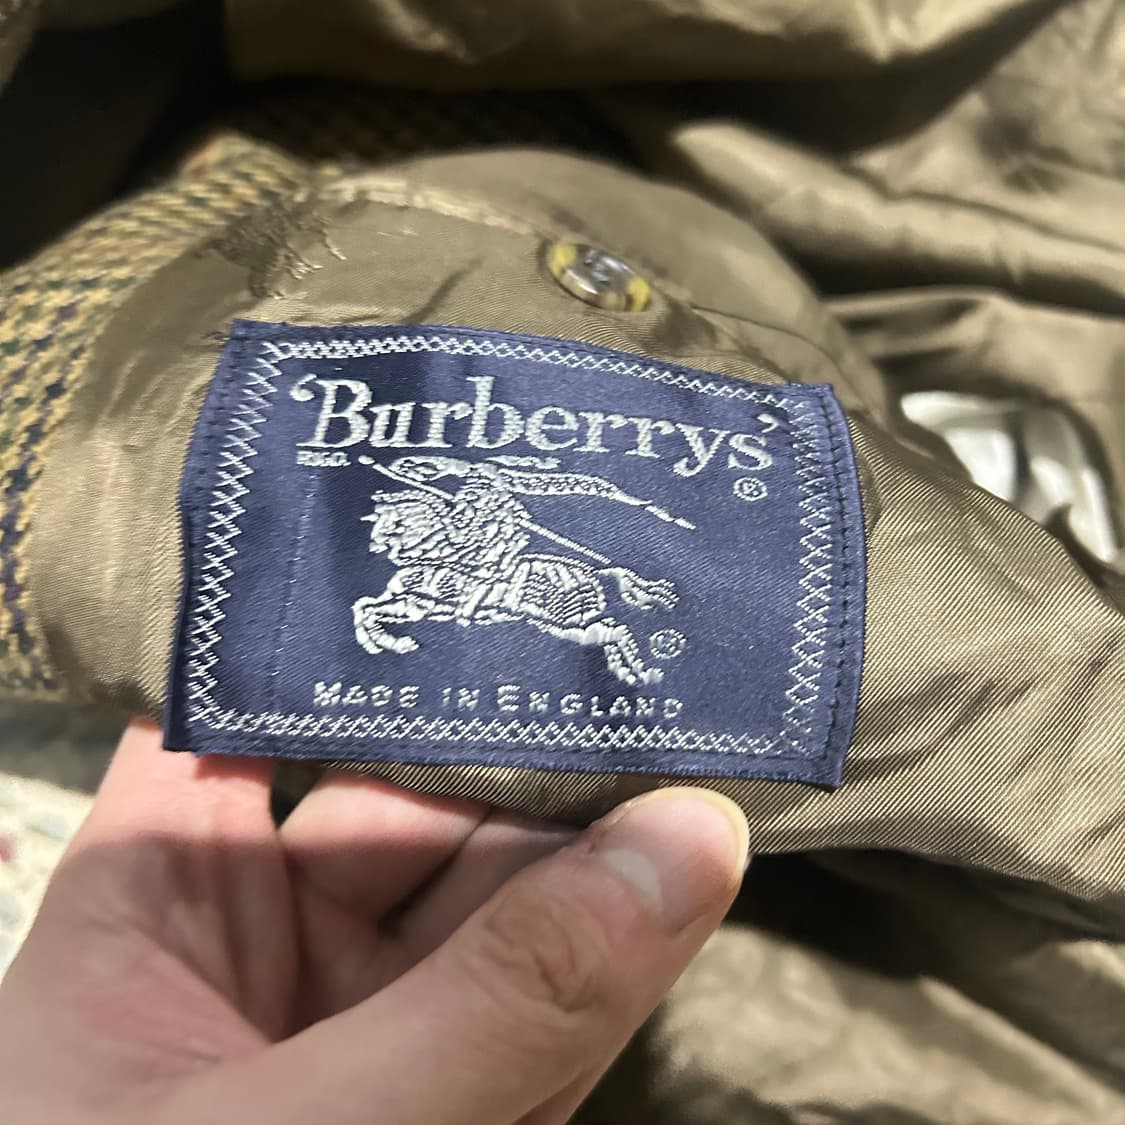 ‘Burberrys’
REGD. ®
®
MADE IN ENGLAND